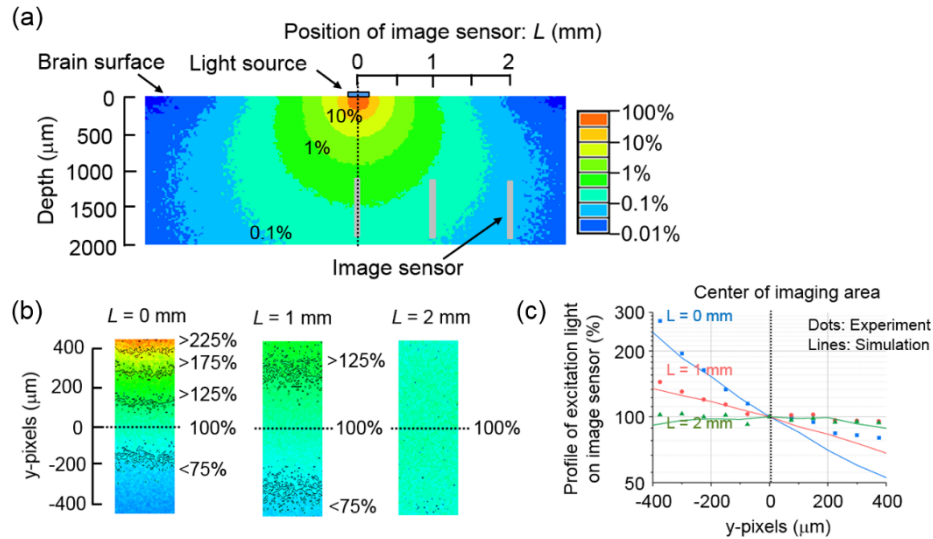 (a)
Position of image sensor: L (mm)
Brain surface
Light source
0
1
2
0
500
1000
1500
2000
Depth (μm)
10%
1%
0.1%
100%
10%
1%
0.1%
0.01%
Image sensor
(b)
L = 0 mm
L = 1 mm
L = 2 mm
400
200
0
-200
-400
y-pixels (μm)
>225%
>175%
>125%
100%
<75%
>125%
100%
<75%
100%
(c)
Center of imaging area
Profile of excitation light
on image sensor (%)
300
200
100
50
L = 0 mm
L = 1 mm
L = 2 mm
Dots: Experiment
Lines: Simulation
-400
-200
0
200
400
y-pixels (μm)